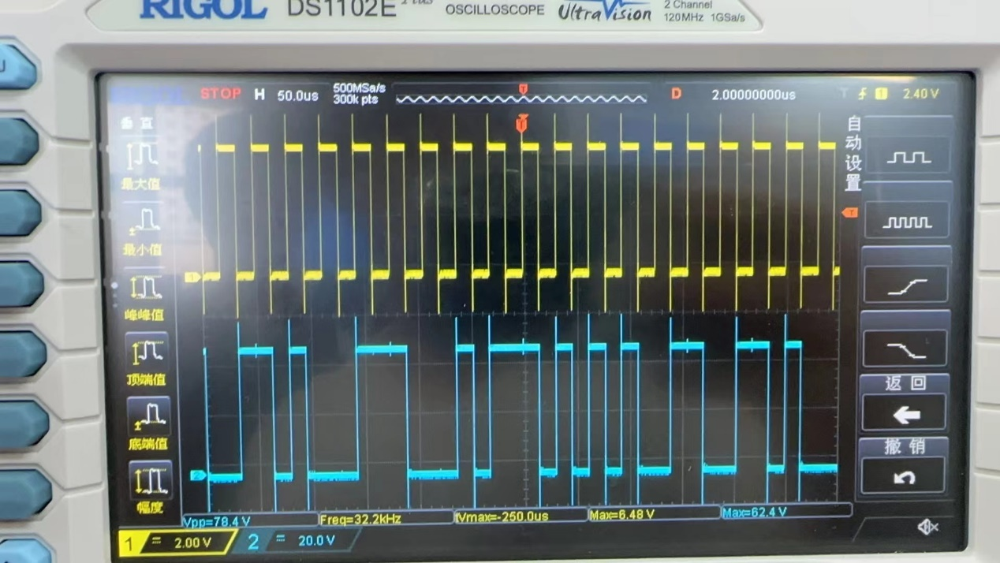 RIGOL DS1102E Plus OSCILLOSCOPE UltraVision 2 Channel
120MHz 1GSa/s
STOP H 50.0us 500MSa/s
300k pts
T
D 2.00000000us T 1 2.40 V
垂直
T
自动设置
最大值
T
最小值
1
峰峰值
顶端值
返回
底端值
撤销
2
幅度
Vpp=78.4 V Freq=32.2kHz tVmax=-250.0us Max=6.48 V Max=62.4 V
1 2.00 V 2 20.0 V